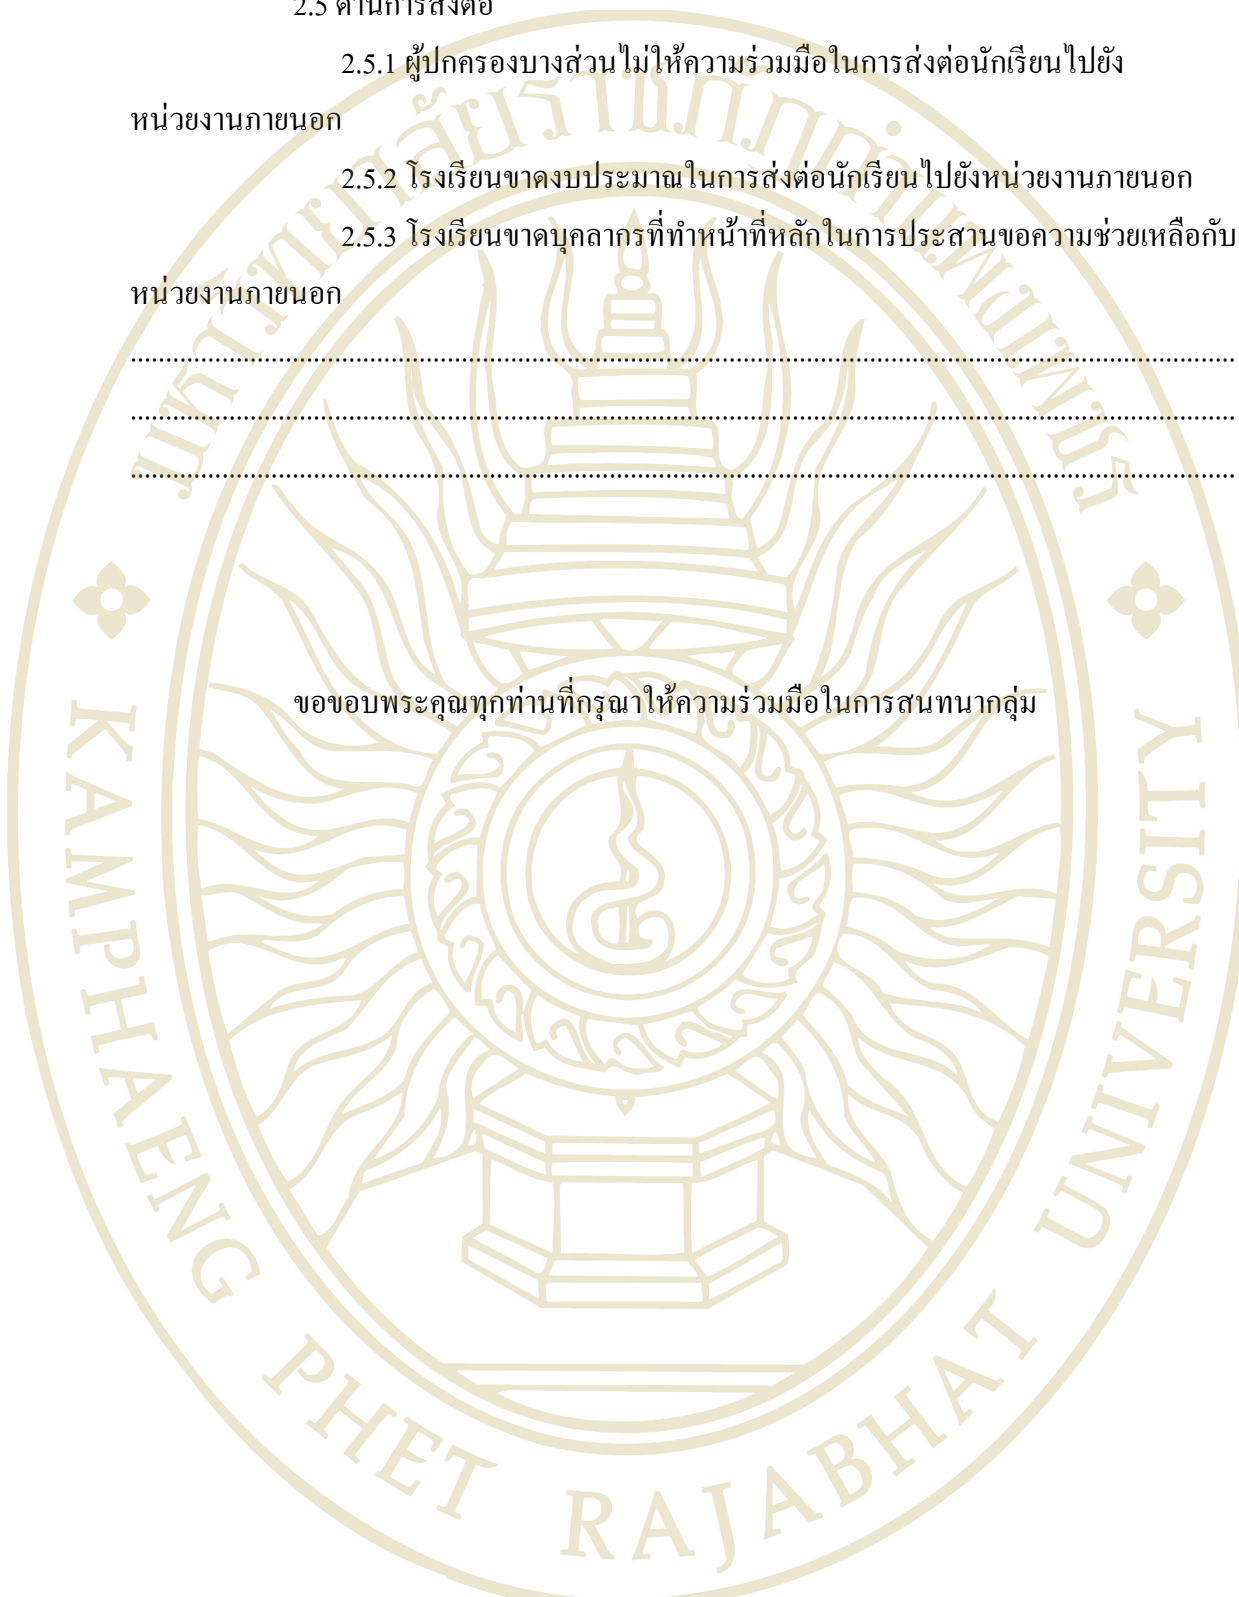 2.5 ด้านการส่งต่อ
2.5.1 ผู้ปกครองบางส่วนไม่ให้ความร่วมมือในการส่งต่อนักเรียนไปยัง
หน่วยงานภายนอก
2.5.2 โรงเรียนขาดงบประมาณในการส่งต่อนักเรียนไปยังหน่วยงานภายนอก
2.5.3 โรงเรียนขาดบุคลากรที่ทำหน้าที่หลักในการประสานขอความช่วยเหลือกับ
หน่วยงานภายนอก
................................................................................................................................................................
................................................................................................................................................................
................................................................................................................................................................
ขอขอบพระคุณทุกท่านที่กรุณาให้ความร่วมมือในการสนทนากลุ่ม
มหาวิทยาลัยราชภัฏกำแพงเพชร
KAMPHAENG PHET RAJABHAT UNIVERSITY